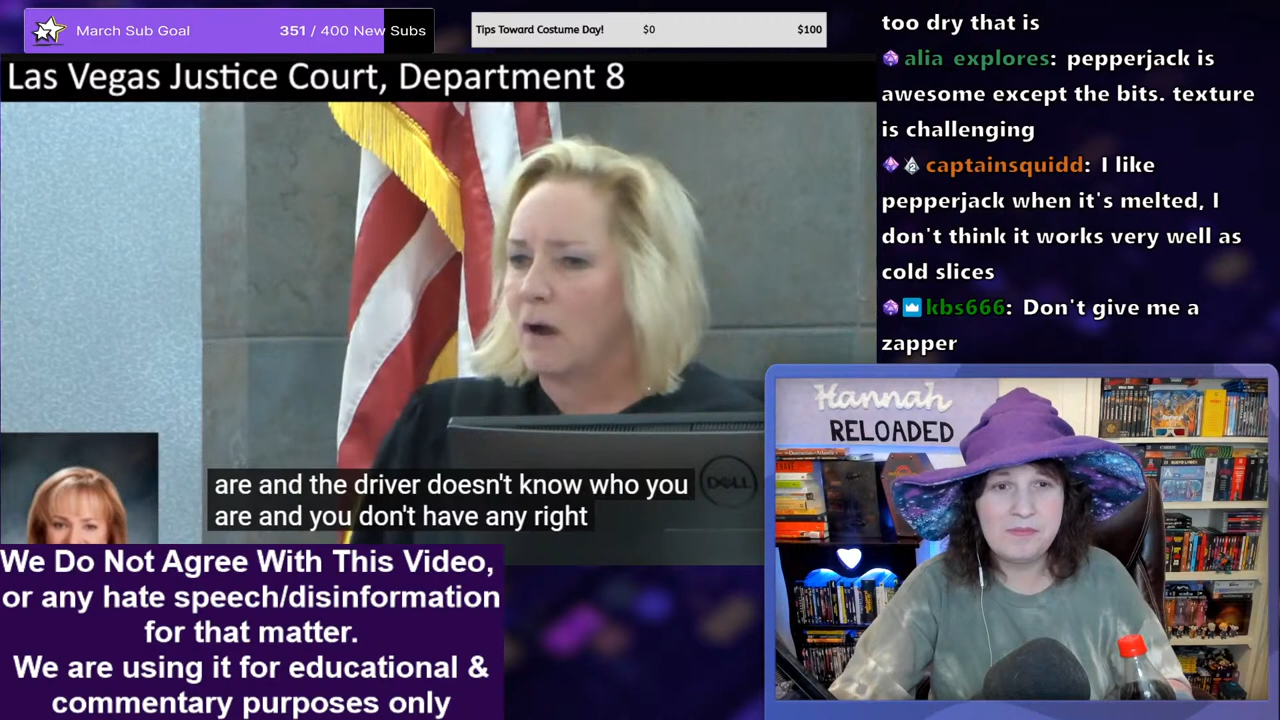 March Sub Goal 351 / 400 New Subs
Tips Toward Costume Day! $0 $100
Las Vegas Justice Court, Department 8
are and the driver doesn't know who you
are and you don't have any right
DELL
We Do Not Agree With This Video,
or any hate speech/disinformation
for that matter.
We are using it for educational &
commentary purposes only
too dry that is
alia_explores: pepperjack is
awesome except the bits. texture
is challenging
captainsquidd: I like
pepperjack when it's melted, I
don't think it works very well as
cold slices
kbs666: Don't give me a
zapper
Hannah
RELOADED